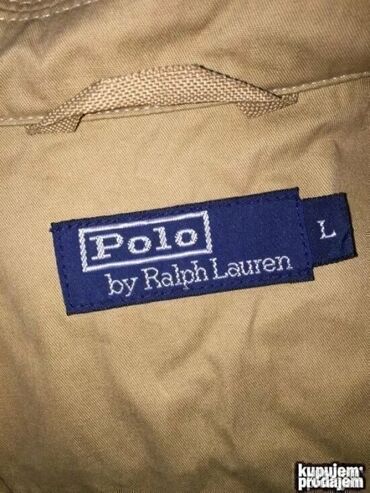 Polo
by Ralph Lauren
L
kupujem
prodajem